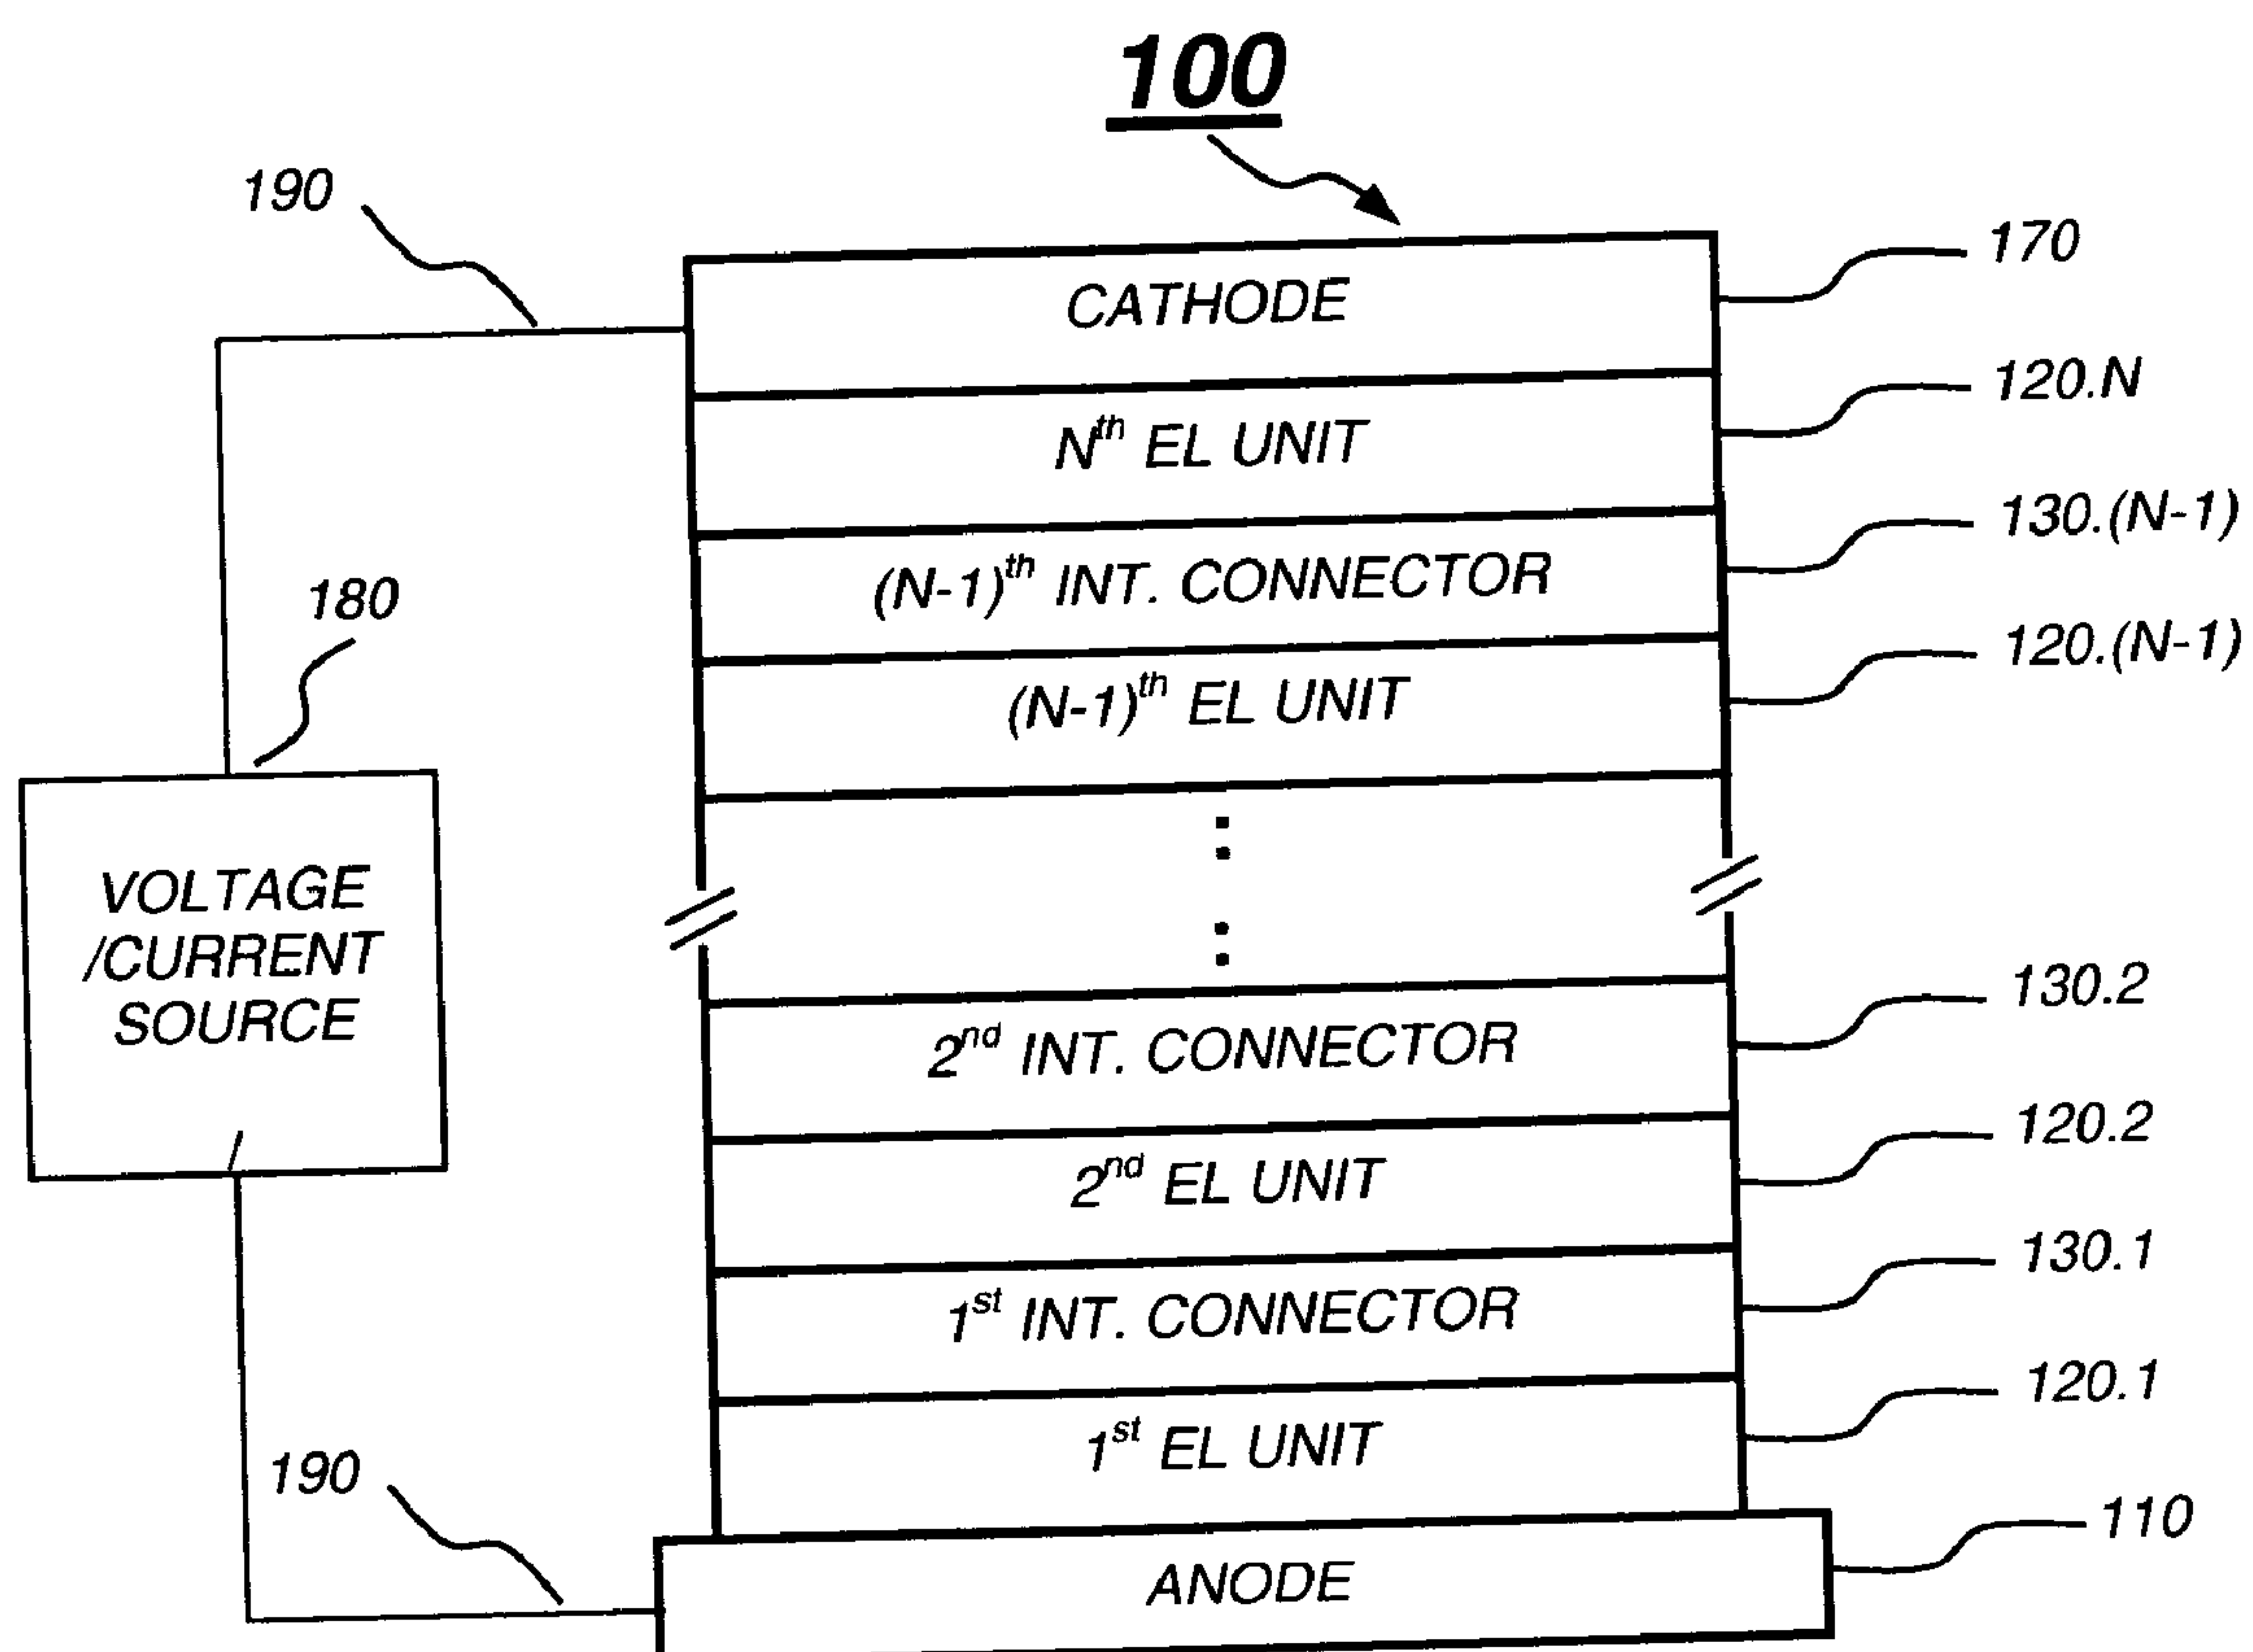 100
190
170
CATHODE
120.N
Nth EL UNIT
130.(N-1)
(N-1)th INT. CONNECTOR
180
120.(N-1)
(N-1)th EL UNIT
VOLTAGE
/CURRENT
SOURCE
130.2
2nd INT. CONNECTOR
120.2
2nd EL UNIT
130.1
1st INT. CONNECTOR
120.1
1st EL UNIT
190
110
ANODE